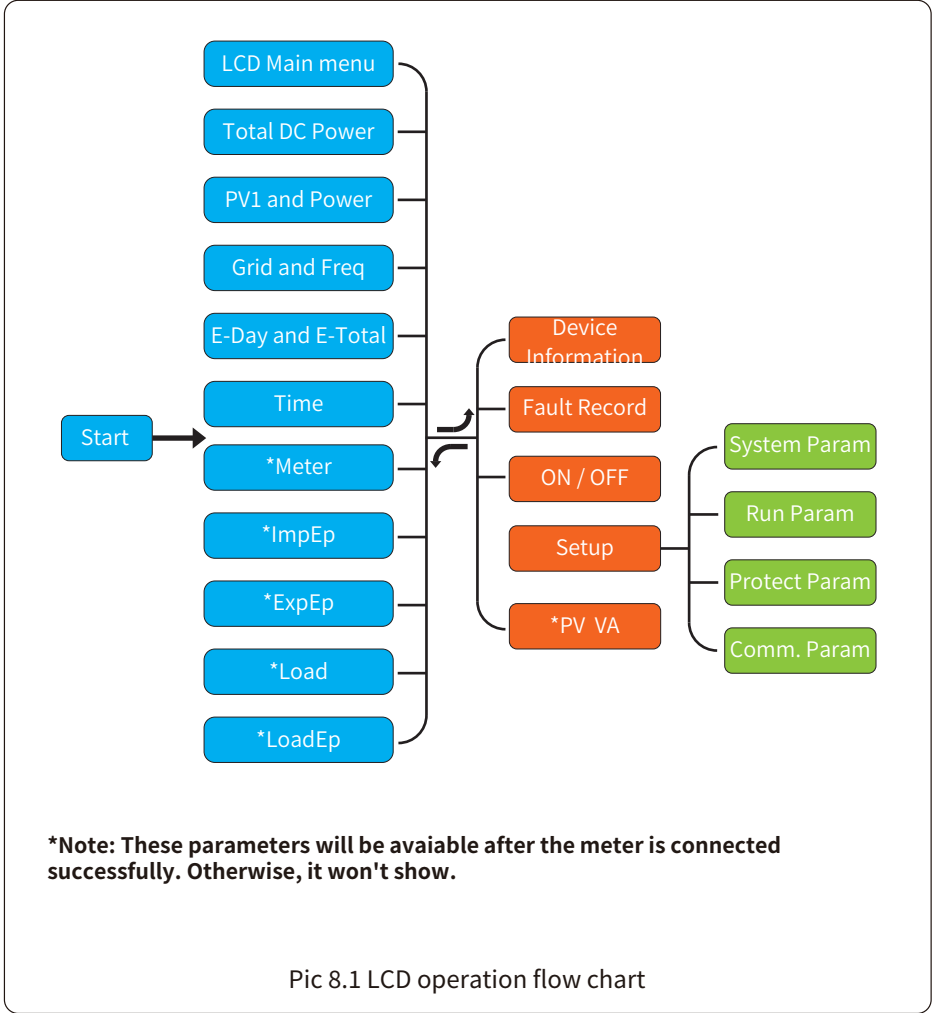 LCD Main menu
Total DC Power
PV1 and Power
Grid and Freq
E-Day and E-Total
Time
Start
*Meter
*ImpEp
*ExpEp
*Load
*LoadEp
Device
Information
Fault Record
ON / OFF
Setup
*PV VA
System Param
Run Param
Protect Param
Comm. Param
*Note: These parameters will be avaiable after the meter is connected
successfully. Otherwise, it won't show.
Pic 8.1 LCD operation flow chart